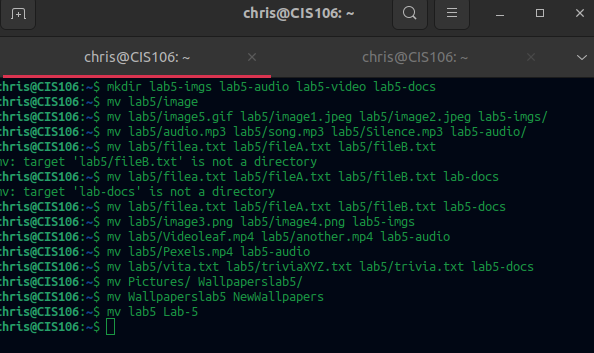 chris@CIS106: ~
chris@CIS106: ~
chris@CIS106: ~
chris@CIS106:~$ mkdir lab5-imgs lab5-audio lab5-video lab5-docs
chris@CIS106:~$ mv lab5/image
chris@CIS106:~$ mv lab5/image5.gif lab5/image1.jpeg lab5/image2.jpeg lab5-imgs/
chris@CIS106:~$ mv lab5/audio.mp3 lab5/song.mp3 lab5/Silence.mp3 lab5-audio/
chris@CIS106:~$ mv lab5/filea.txt lab5/fileA.txt lab5/fileB.txt
mv: target 'lab5/fileB.txt' is not a directory
chris@CIS106:~$ mv lab5/filea.txt lab5/fileA.txt lab5/fileB.txt lab-docs
mv: target 'lab-docs' is not a directory
chris@CIS106:~$ mv lab5/filea.txt lab5/fileA.txt lab5/fileB.txt lab5-docs
chris@CIS106:~$ mv lab5/image3.png lab5/image4.png lab5-imgs
chris@CIS106:~$ mv lab5/Videoleaf.mp4 lab5/another.mp4 lab5-audio
chris@CIS106:~$ mv lab5/Pexels.mp4 lab5-audio
chris@CIS106:~$ mv lab5/vita.txt lab5/triviaXYZ.txt lab5/trivia.txt lab5-docs
chris@CIS106:~$ mv Pictures/ Wallpaperslab5/
chris@CIS106:~$ mv Wallpaperslab5 NewWallpapers
chris@CIS106:~$ mv lab5 Lab-5
chris@CIS106:~$